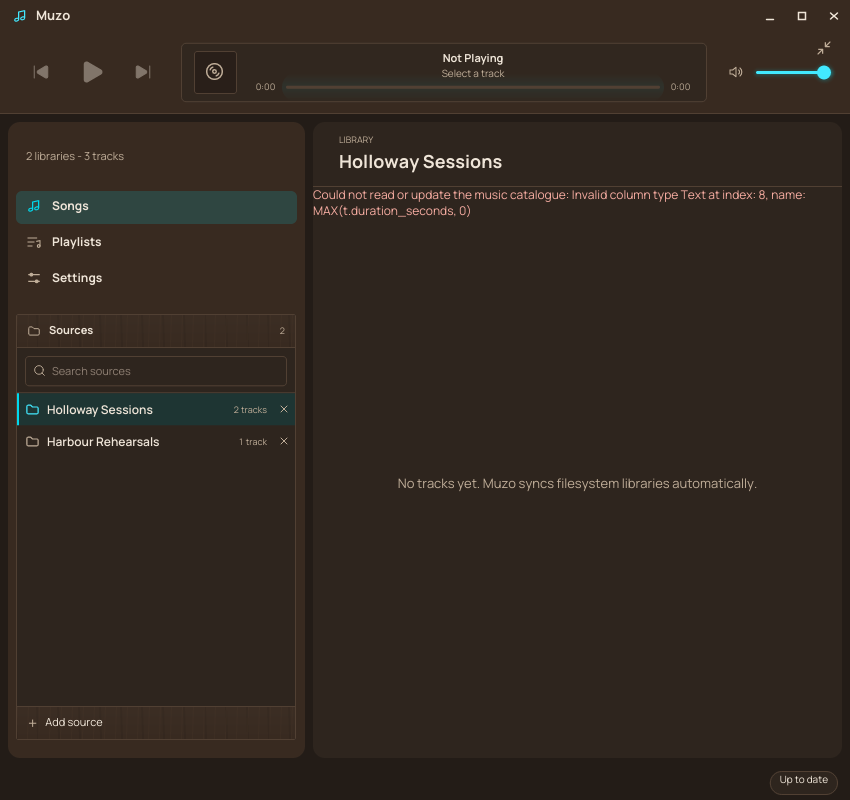 Muzo
Not Playing
Select a track
0:00
0:00
2 libraries - 3 tracks
Songs
Playlists
Settings
Sources
2
Search sources
Holloway Sessions
2 tracks
Harbour Rehearsals
1 track
Add source
LIBRARY
Holloway Sessions
Could not read or update the music catalogue: Invalid column type Text at index: 8, name:
MAX(t.duration_seconds, 0)
No tracks yet. Muzo syncs filesystem libraries automatically.
Up to date